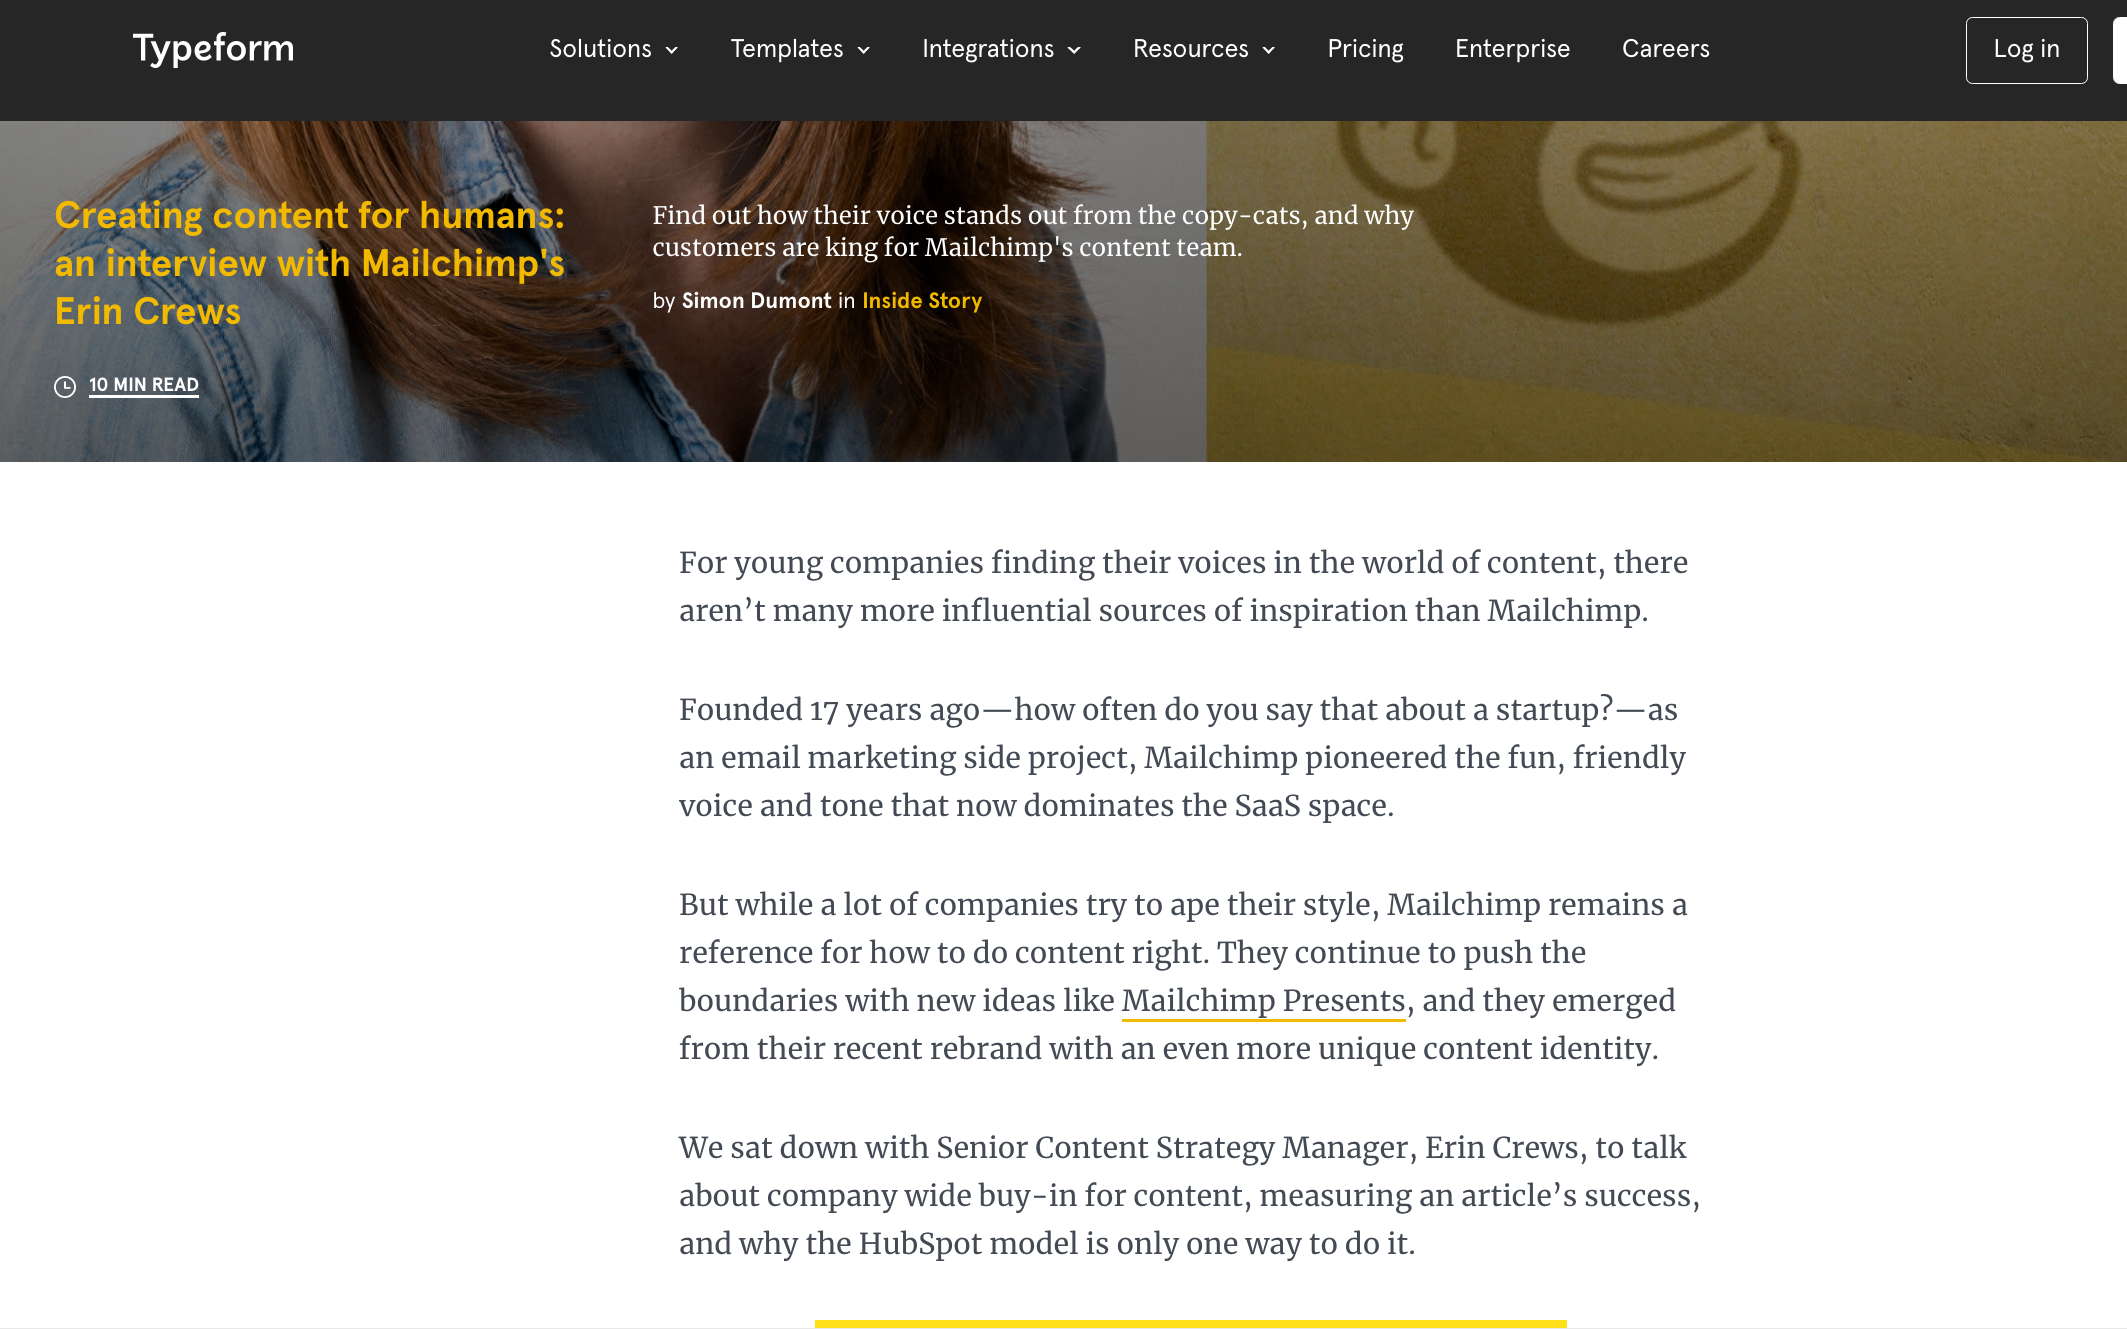 Typeform
Solutions
Templates
Integrations
Resources
Pricing
Enterprise
Careers
Log in
Creating content for humans:
an interview with Mailchimp's
Erin Crews
10 MIN READ
Find out how their voice stands out from the copy-cats, and why
customers are king for Mailchimp's content team.
by Simon Dumont in Inside Story
For young companies finding their voices in the world of content, there
aren’t many more influential sources of inspiration than Mailchimp.
Founded 17 years ago—how often do you say that about a startup?—as
an email marketing side project, Mailchimp pioneered the fun, friendly
voice and tone that now dominates the SaaS space.
But while a lot of companies try to ape their style, Mailchimp remains a
reference for how to do content right. They continue to push the
boundaries with new ideas like Mailchimp Presents, and they emerged
from their recent rebrand with an even more unique content identity.
We sat down with Senior Content Strategy Manager, Erin Crews, to talk
about company wide buy-in for content, measuring an article’s success,
and why the HubSpot model is only one way to do it.